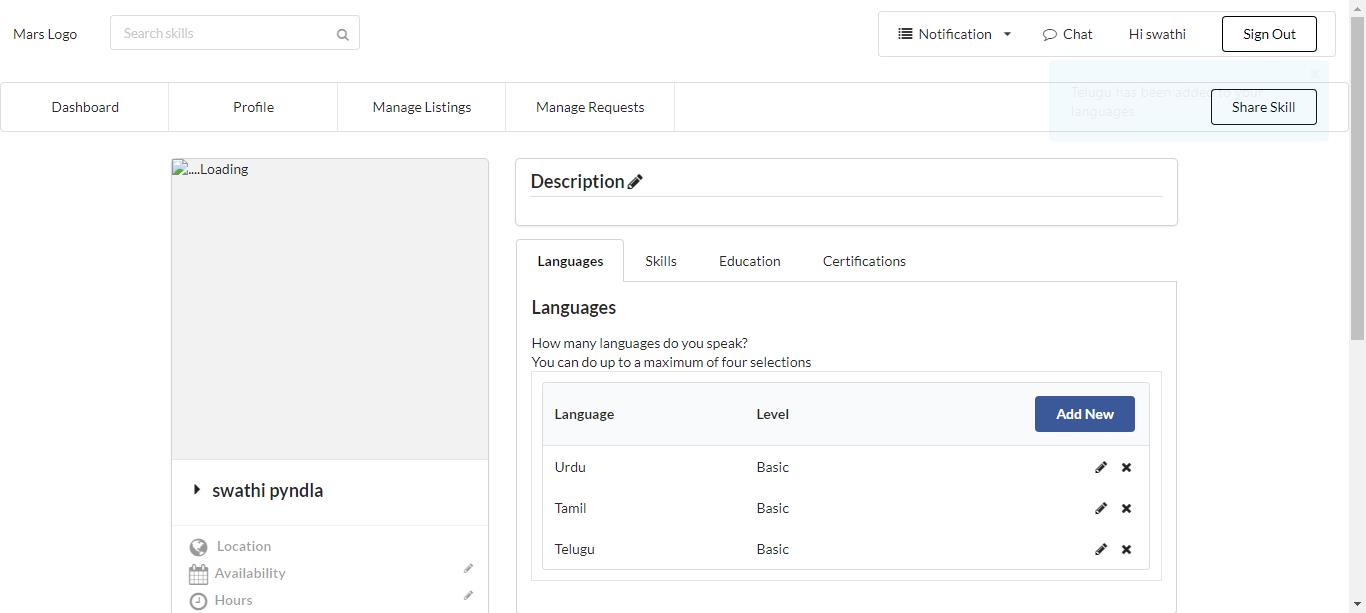 Mars Logo
Search skills
Notification
Chat
Hi swathi
Sign Out
Dashboard
Profile
Manage Listings
Manage Requests
Telugu has been added to your
languages
Share Skill
....Loading
swathi pyndla
Location
Availability
Hours
Description
Languages
Skills
Education
Certifications
Languages
How many languages do you speak?
You can do up to a maximum of four selections
Language
Level
Add New
Urdu
Basic
Tamil
Basic
Telugu
Basic